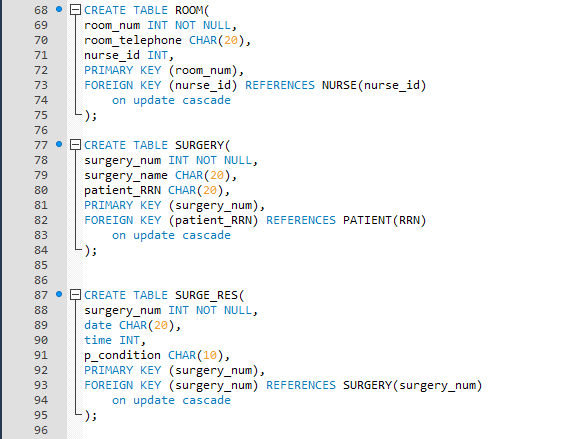 68 CREATE TABLE ROOM(
69 room_num INT NOT NULL,
70 room_telephone CHAR(20),
71 nurse_id INT,
72 PRIMARY KEY (room_num),
73 FOREIGN KEY (nurse_id) REFERENCES NURSE(nurse_id)
74 on update cascade
75 );
76
77 CREATE TABLE SURGERY(
78 surgery_num INT NOT NULL,
79 surgery_name CHAR(20),
80 patient_RRN CHAR(20),
81 PRIMARY KEY (surgery_num),
82 FOREIGN KEY (patient_RRN) REFERENCES PATIENT(RRN)
83 on update cascade
84 );
85
86
87 CREATE TABLE SURGE_RES(
88 surgery_num INT NOT NULL,
89 date CHAR(20),
90 time INT,
91 p_condition CHAR(10),
92 PRIMARY KEY (surgery_num),
93 FOREIGN KEY (surgery_num) REFERENCES SURGERY(surgery_num)
94 on update cascade
95 );
96